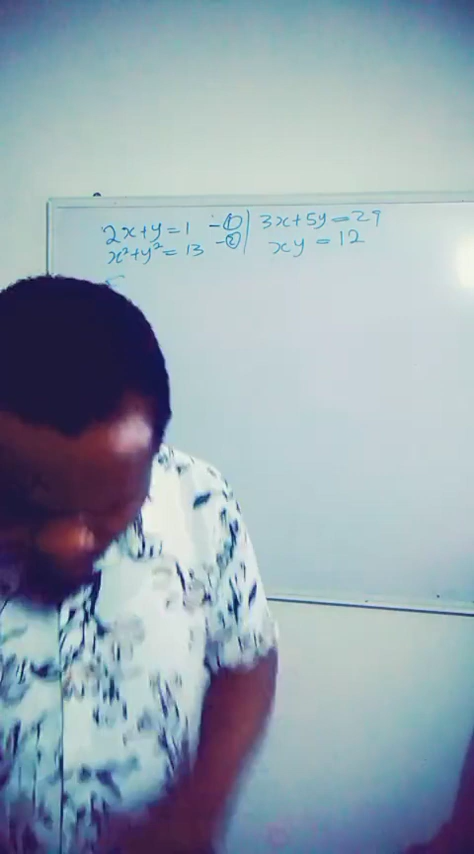 2x+y=1 -① | 3x+5y=29
x²+y²=13 -② | xy=12